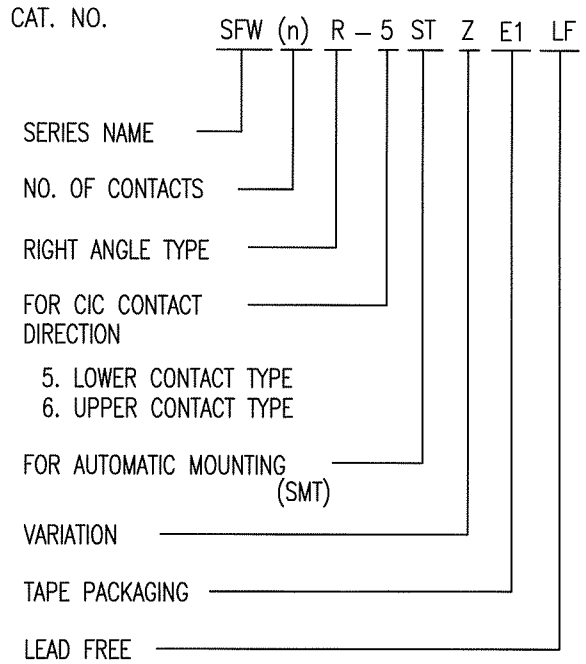 CAT. NO.
SFW (n) R - 5 ST Z E1 LF
SERIES NAME
NO. OF CONTACTS
RIGHT ANGLE TYPE
FOR CIC CONTACT
DIRECTION
5. LOWER CONTACT TYPE
6. UPPER CONTACT TYPE
FOR AUTOMATIC MOUNTING
(SMT)
VARIATION
TAPE PACKAGING
LEAD FREE